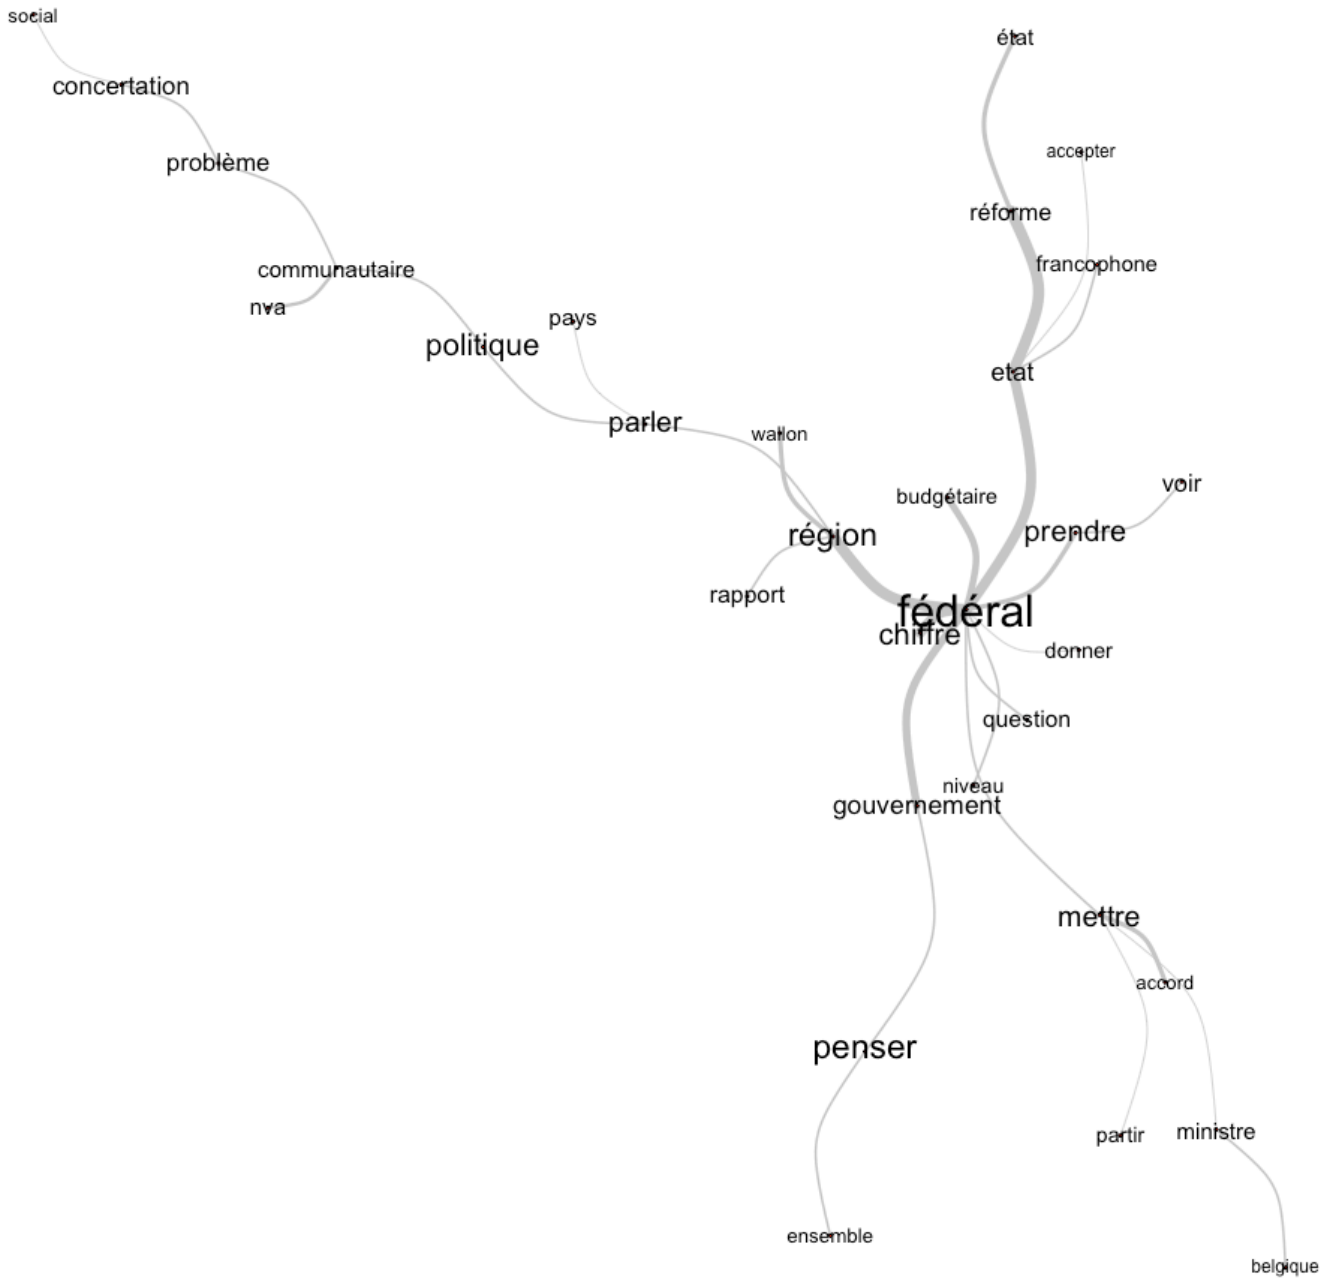 social
état
concertation
accepter
problème
réforme
francophone
communautaire
nva
pays
politique
etat
parler
wallon
voir
budgétaire
prendre
région
rapport
fédéral
chiffre
donner
question
niveau
gouvernement
mettre
accord
penser
ministre
partir
ensemble
belgique